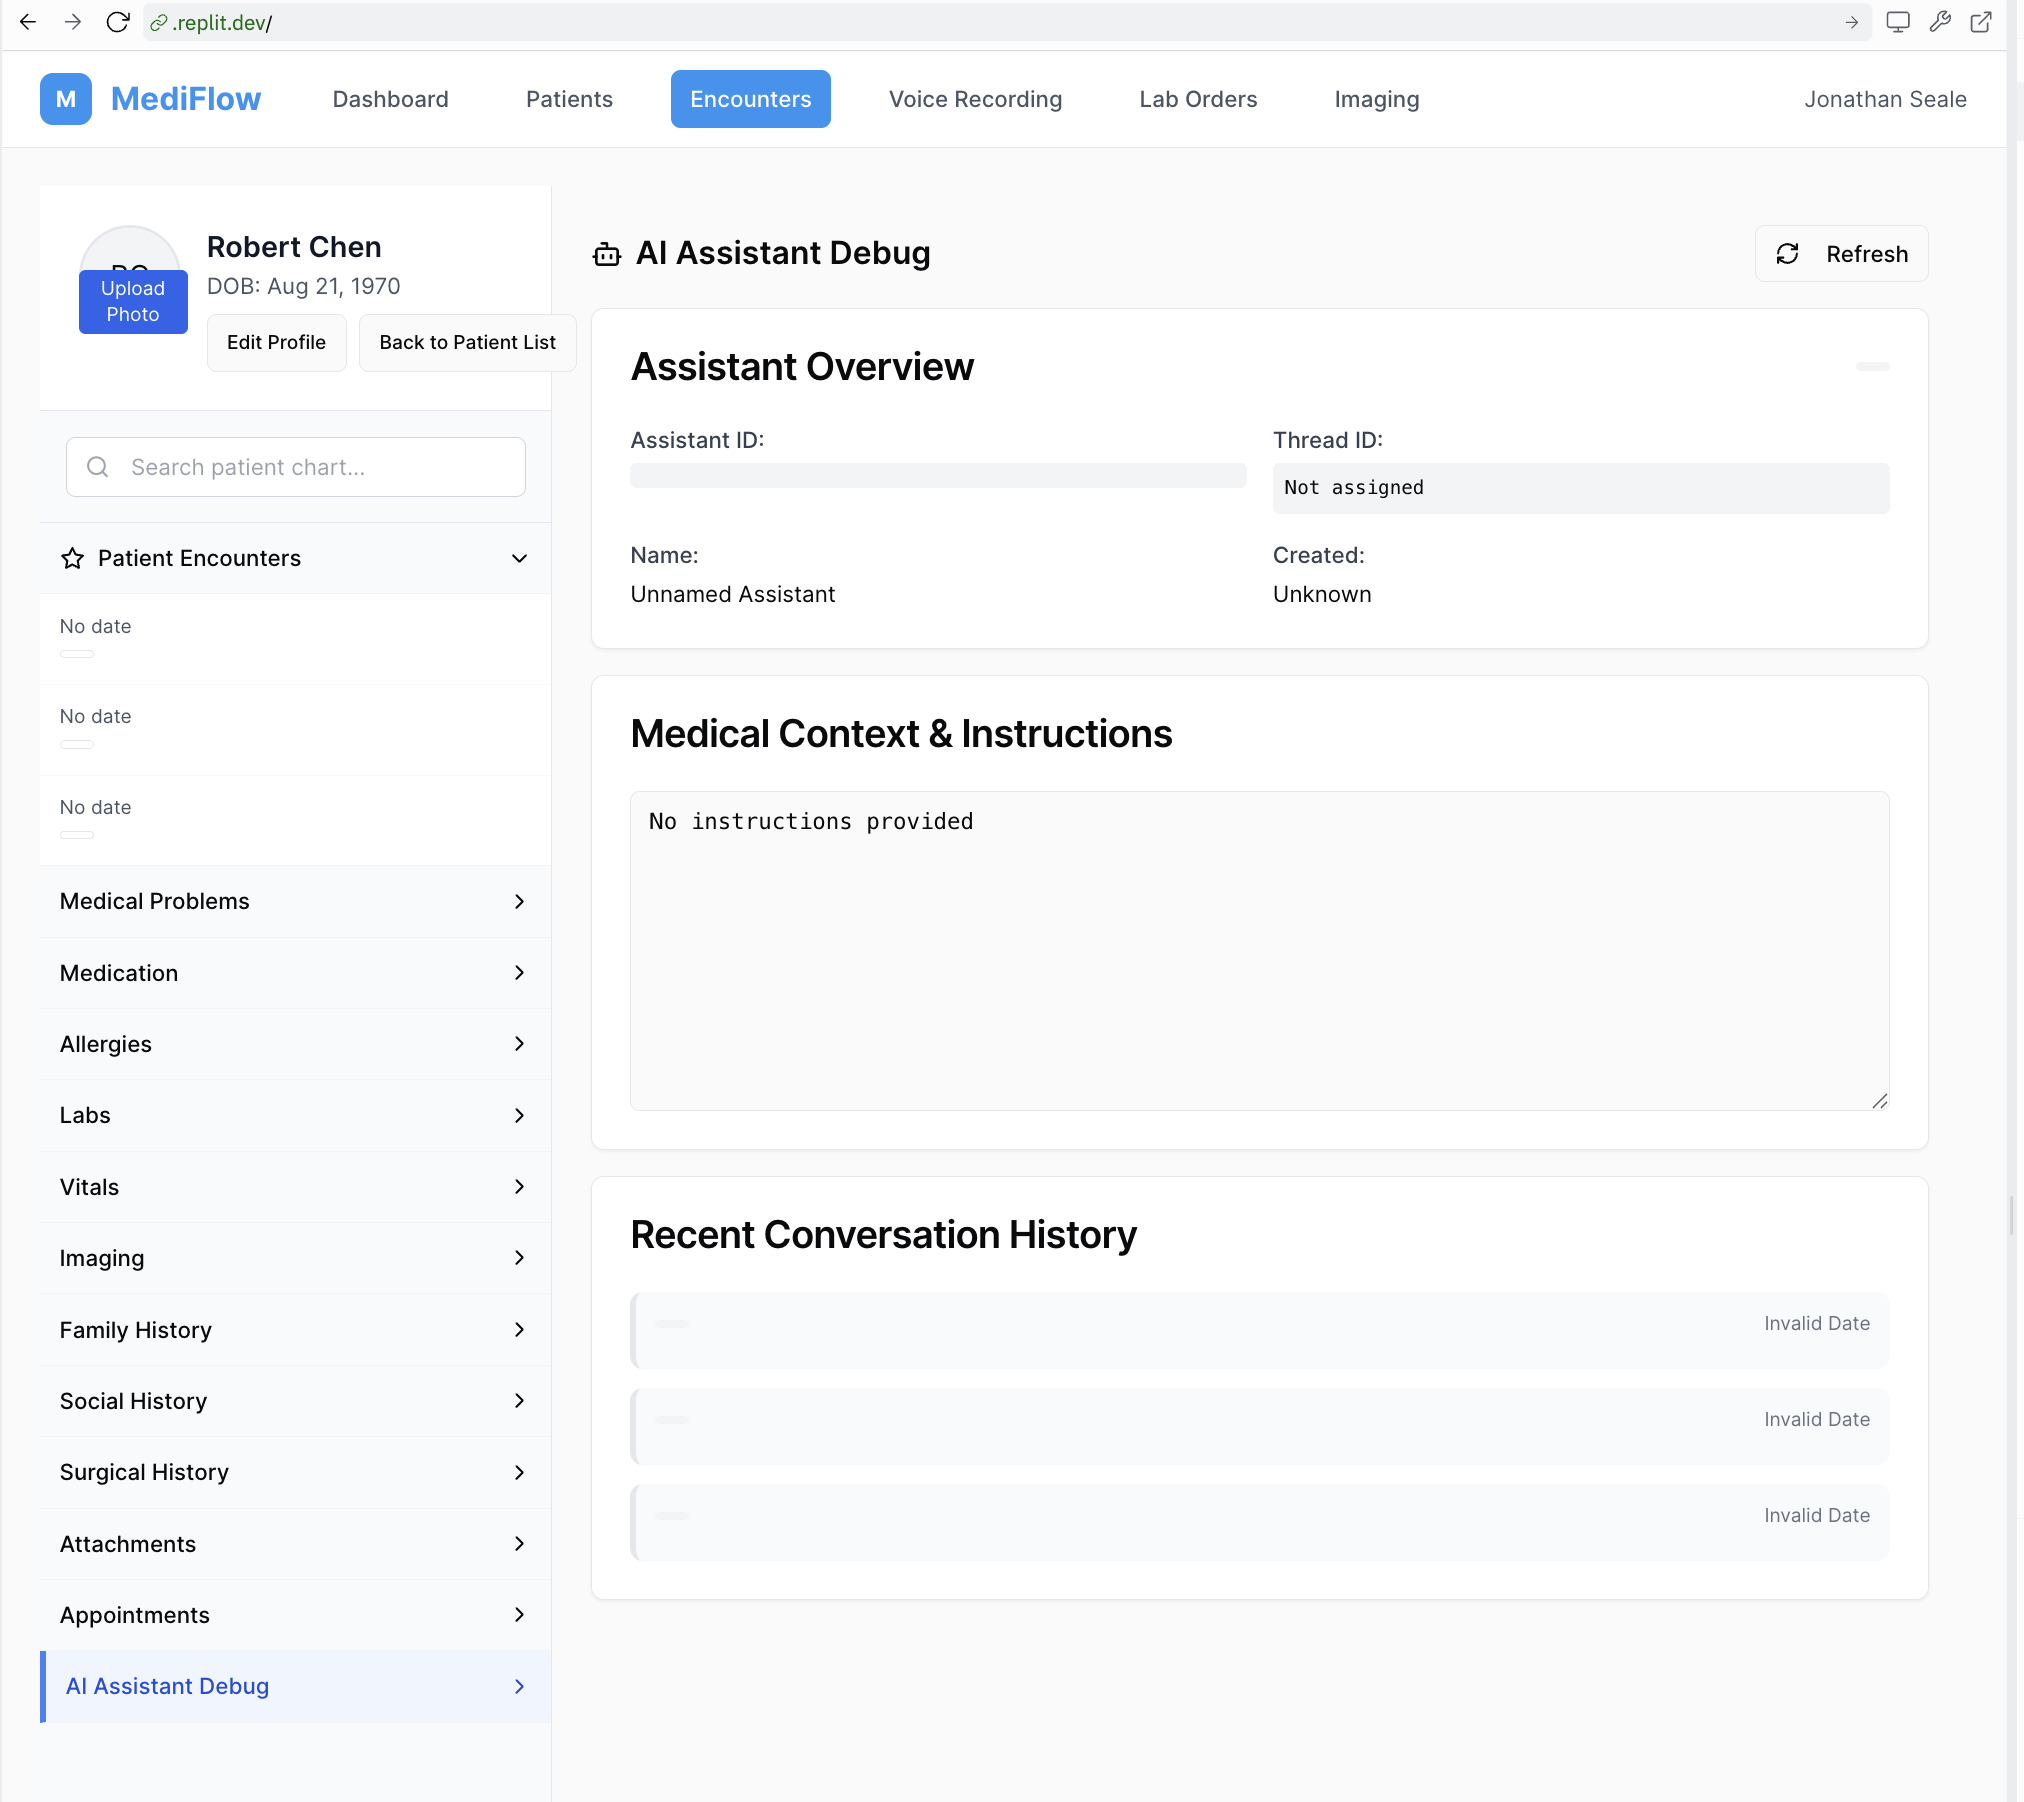 .replit.dev/
M
MediFlow
Dashboard
Patients
Encounters
Voice Recording
Lab Orders
Imaging
Jonathan Seale
Robert Chen
DOB: Aug 21, 1970
Upload
Photo
Edit Profile
Back to Patient List
Search patient chart...
Patient Encounters
No date
No date
No date
Medical Problems
Medication
Allergies
Labs
Vitals
Imaging
Family History
Social History
Surgical History
Attachments
Appointments
AI Assistant Debug
AI Assistant Debug
Refresh
Assistant Overview
Assistant ID:
Thread ID:
Not assigned
Name:
Unnamed Assistant
Created:
Unknown
Medical Context & Instructions
No instructions provided
Recent Conversation History
Invalid Date
Invalid Date
Invalid Date